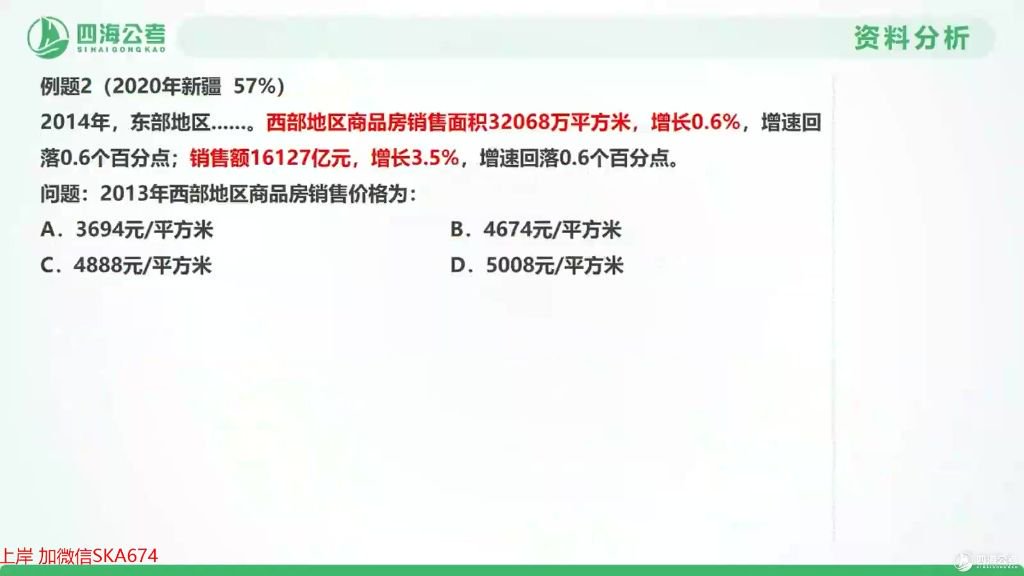 四海公考
SIHAIGONGKAO
资料分析
例题2（2020年新疆 57%）
2014年，东部地区……。西部地区商品房销售面积32068万平方米，增长0.6%，增速回
落0.6个百分点；销售额16127亿元，增长3.5%，增速回落0.6个百分点。
问题：2013年西部地区商品房销售价格为：
A．3694元/平方米
B．4674元/平方米
C．4888元/平方米
D．5008元/平方米
上岸 加微信SKA674
四海公考